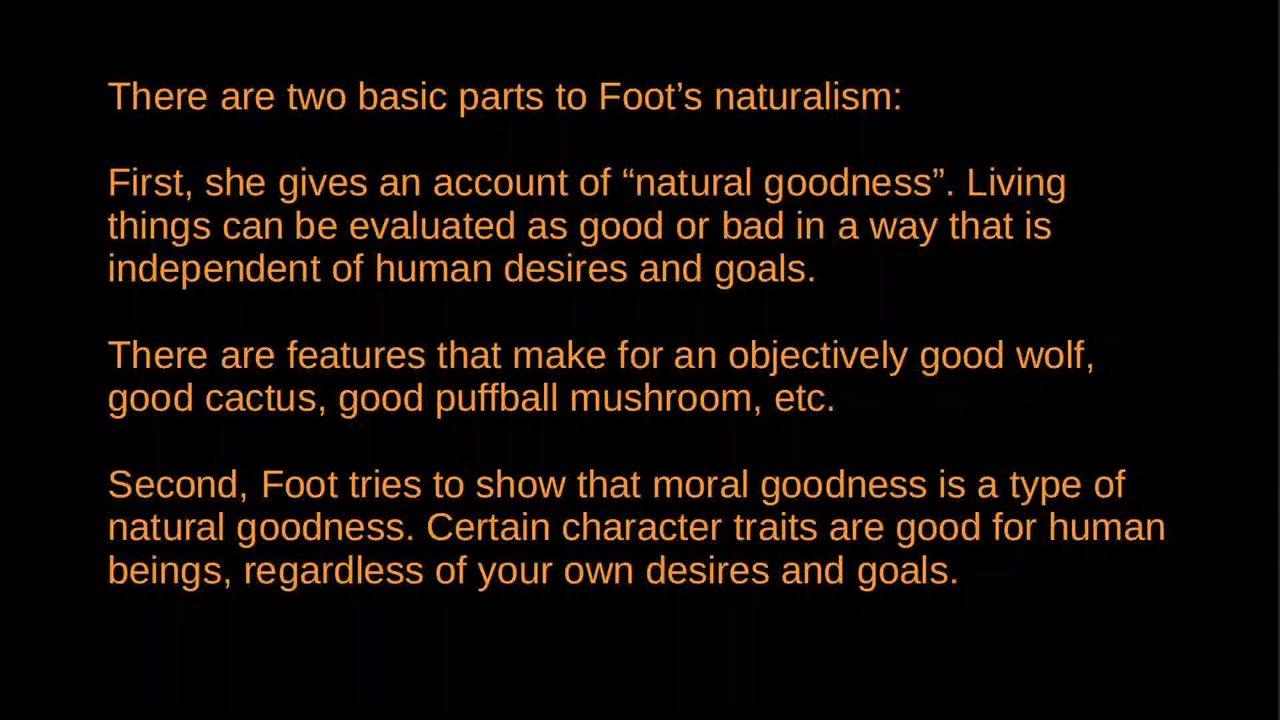 There are two basic parts to Foot’s naturalism:
First, she gives an account of “natural goodness”. Living
things can be evaluated as good or bad in a way that is
independent of human desires and goals.
There are features that make for an objectively good wolf,
good cactus, good puffball mushroom, etc.
Second, Foot tries to show that moral goodness is a type of
natural goodness. Certain character traits are good for human
beings, regardless of your own desires and goals.